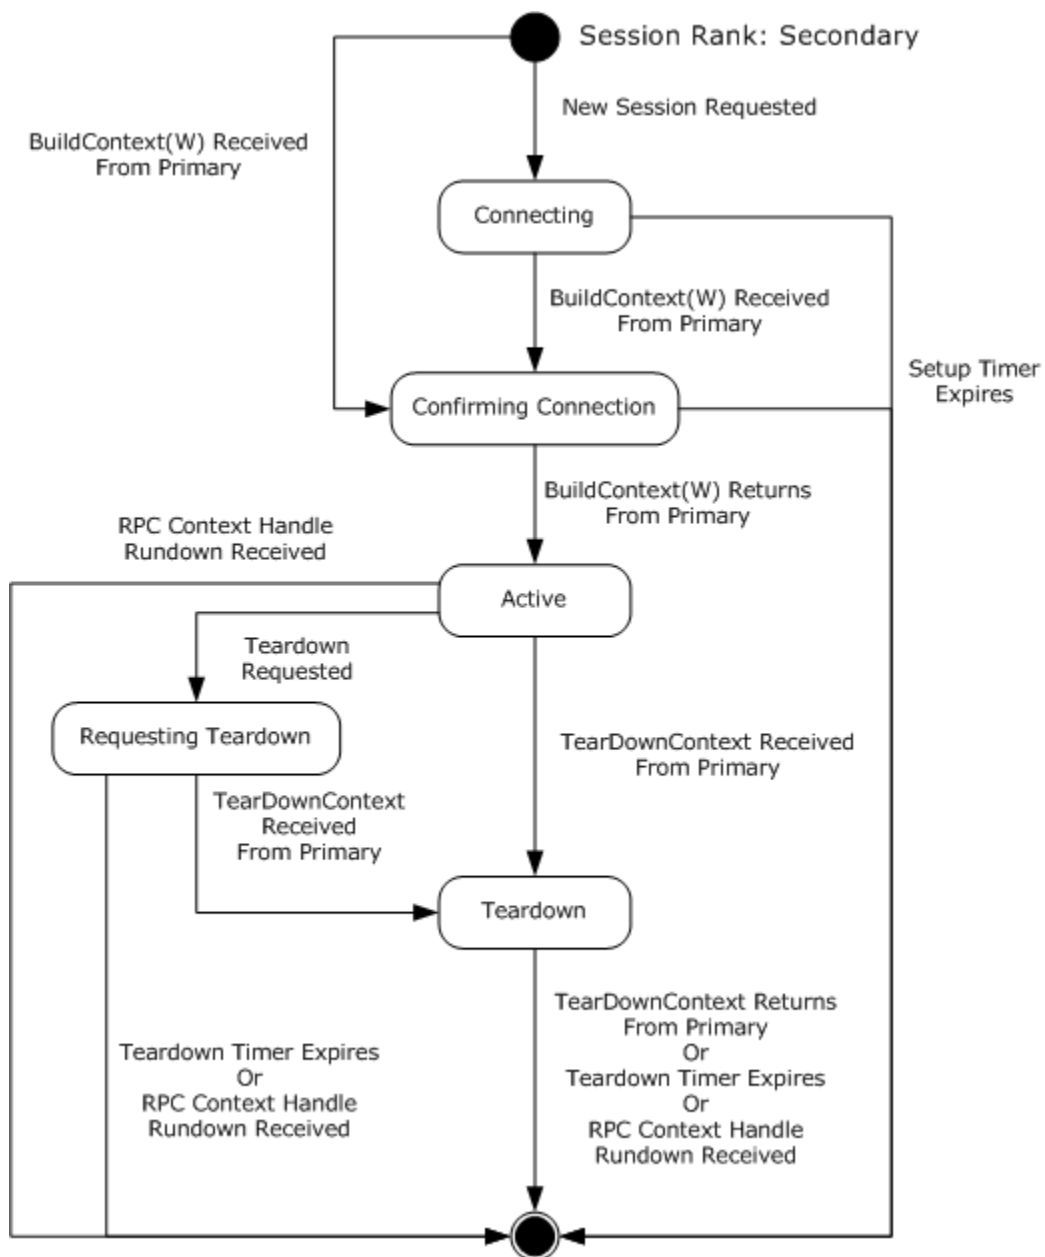 Session Rank: Secondary
New Session Requested
BuildContext(W) Received
From Primary
Connecting
BuildContext(W) Received
From Primary
Setup Timer
Expires
Confirming Connection
BuildContext(W) Returns
From Primary
RPC Context Handle
Rundown Received
Active
Teardown
Requested
Requesting Teardown
TearDownContext Received
From Primary
TearDownContext
Received
From Primary
Teardown
TearDownContext Returns
From Primary
Or
Teardown Timer Expires
Or
RPC Context Handle
Rundown Received
Teardown Timer Expires
Or
RPC Context Handle
Rundown Received